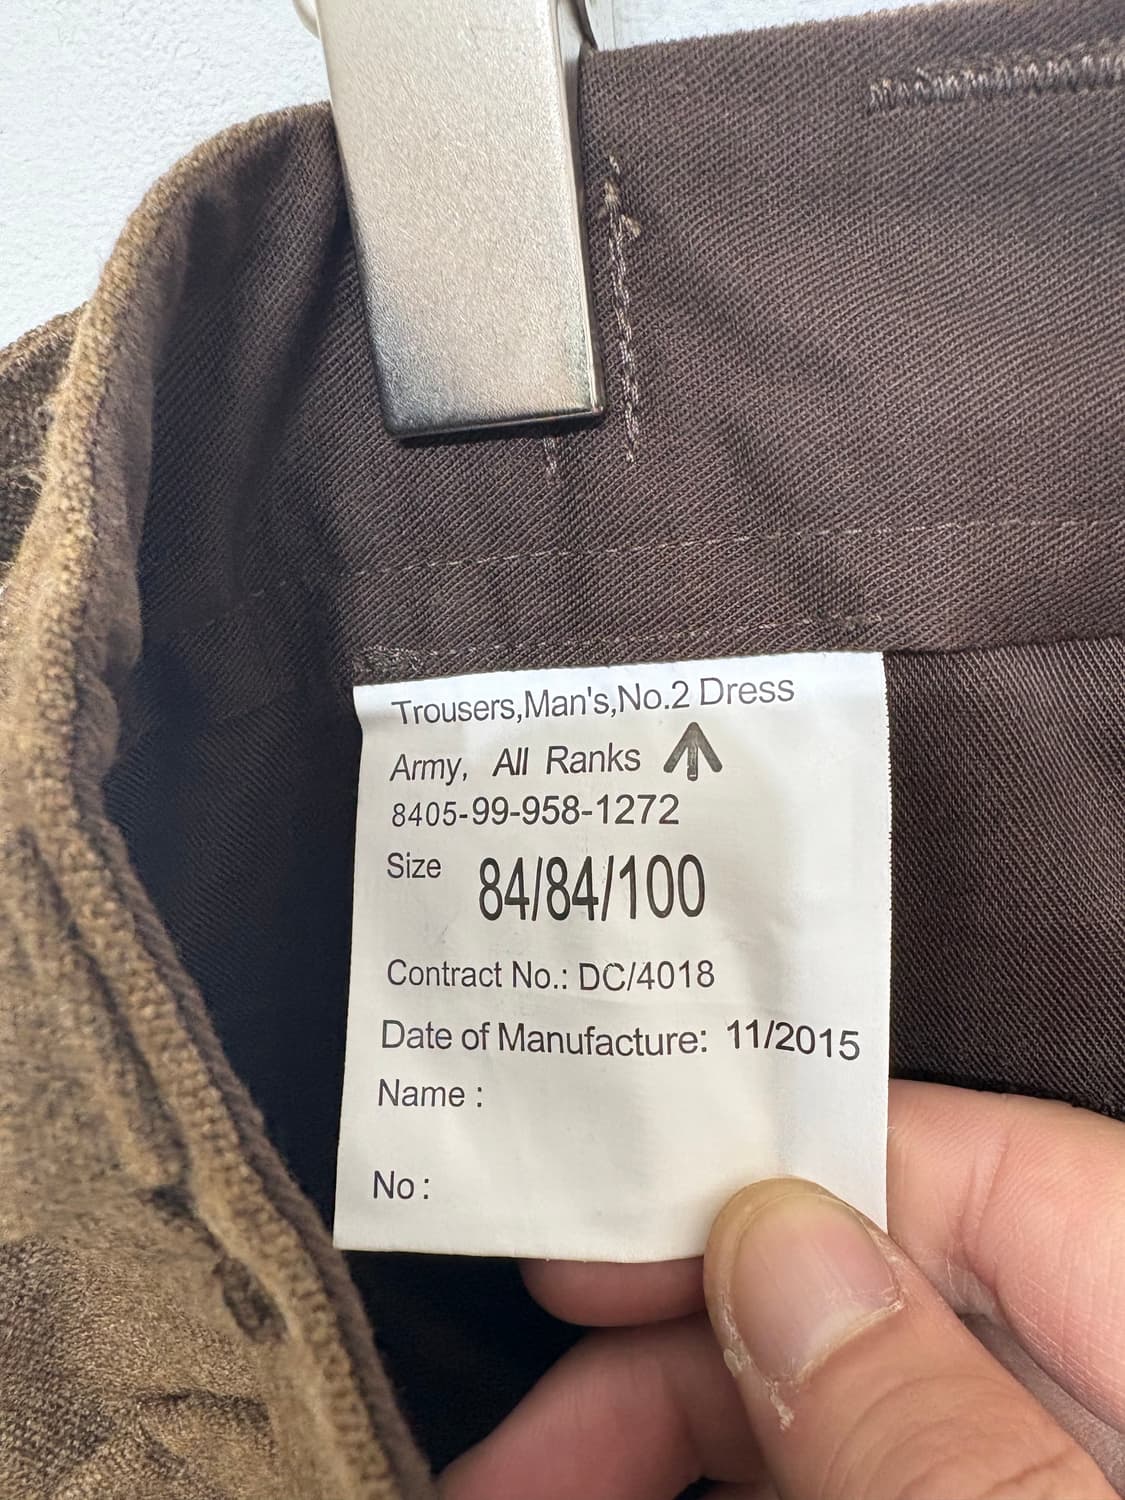 Trousers,Man's,No.2 Dress
Army, All Ranks
8405-99-958-1272
Size 84/84/100
Contract No.: DC/4018
Date of Manufacture: 11/2015
Name :
No :